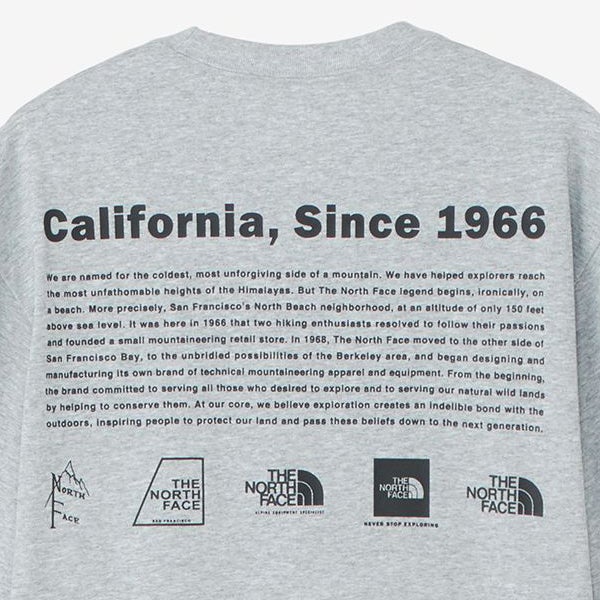 California, Since 1966
We are named for the coldest, most unforgiving side of a mountain. We have helped explorers reach
the most unfathomable heights of the Himalayas. But The North Face legend begins, ironically, on
a beach. More precisely, San Francisco's North Beach neighborhood, at an altitude of only 150 feet
above sea level. It was here in 1966 that two hiking enthusiasts resolved to follow their passions
and founded a small mountaineering retail store. In 1968, The North Face moved to the other side of
San Francisco Bay, to the unbridled possibilities of the Berkeley area, and began designing and
manufacturing its own brand of technical mountaineering apparel and equipment. From the beginning,
the brand committed to serving all those who desired to explore and to serving our natural wild lands
by helping to conserve them. At our core, we believe exploration creates an indelible bond with the
outdoors, inspiring people to protect our land and pass these beliefs down to the next generation.
North
Face
THE
NORTH
FACE
SAN FRANCISCO
THE
NORTH
FACE
ALPINE EQUIPMENT SPECIALIST
THE
NORTH
FACE
NEVER STOP EXPLORING
THE
NORTH
FACE